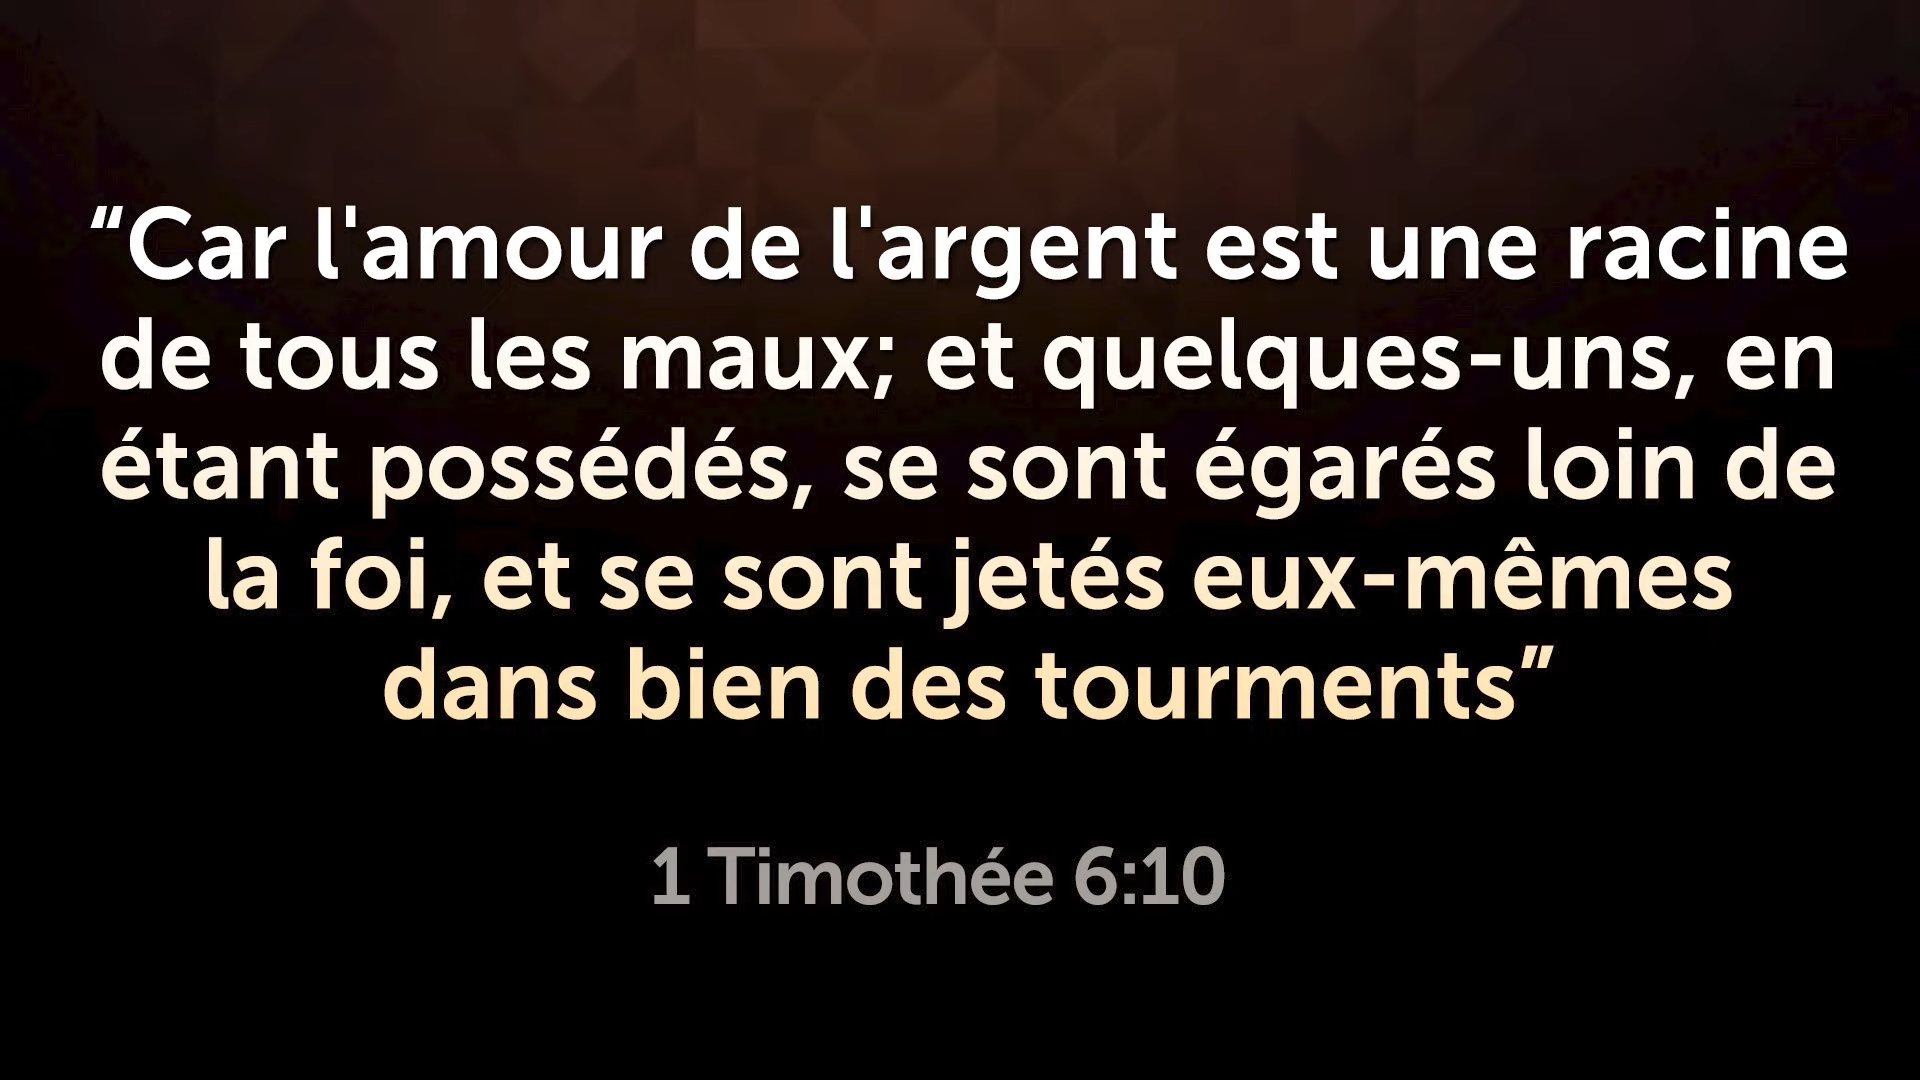 “Car l'amour de l'argent est une racine
de tous les maux; et quelques-uns, en
étant possédés, se sont égarés loin de
la foi, et se sont jetés eux-mêmes
dans bien des tourments”
1 Timothée 6:10